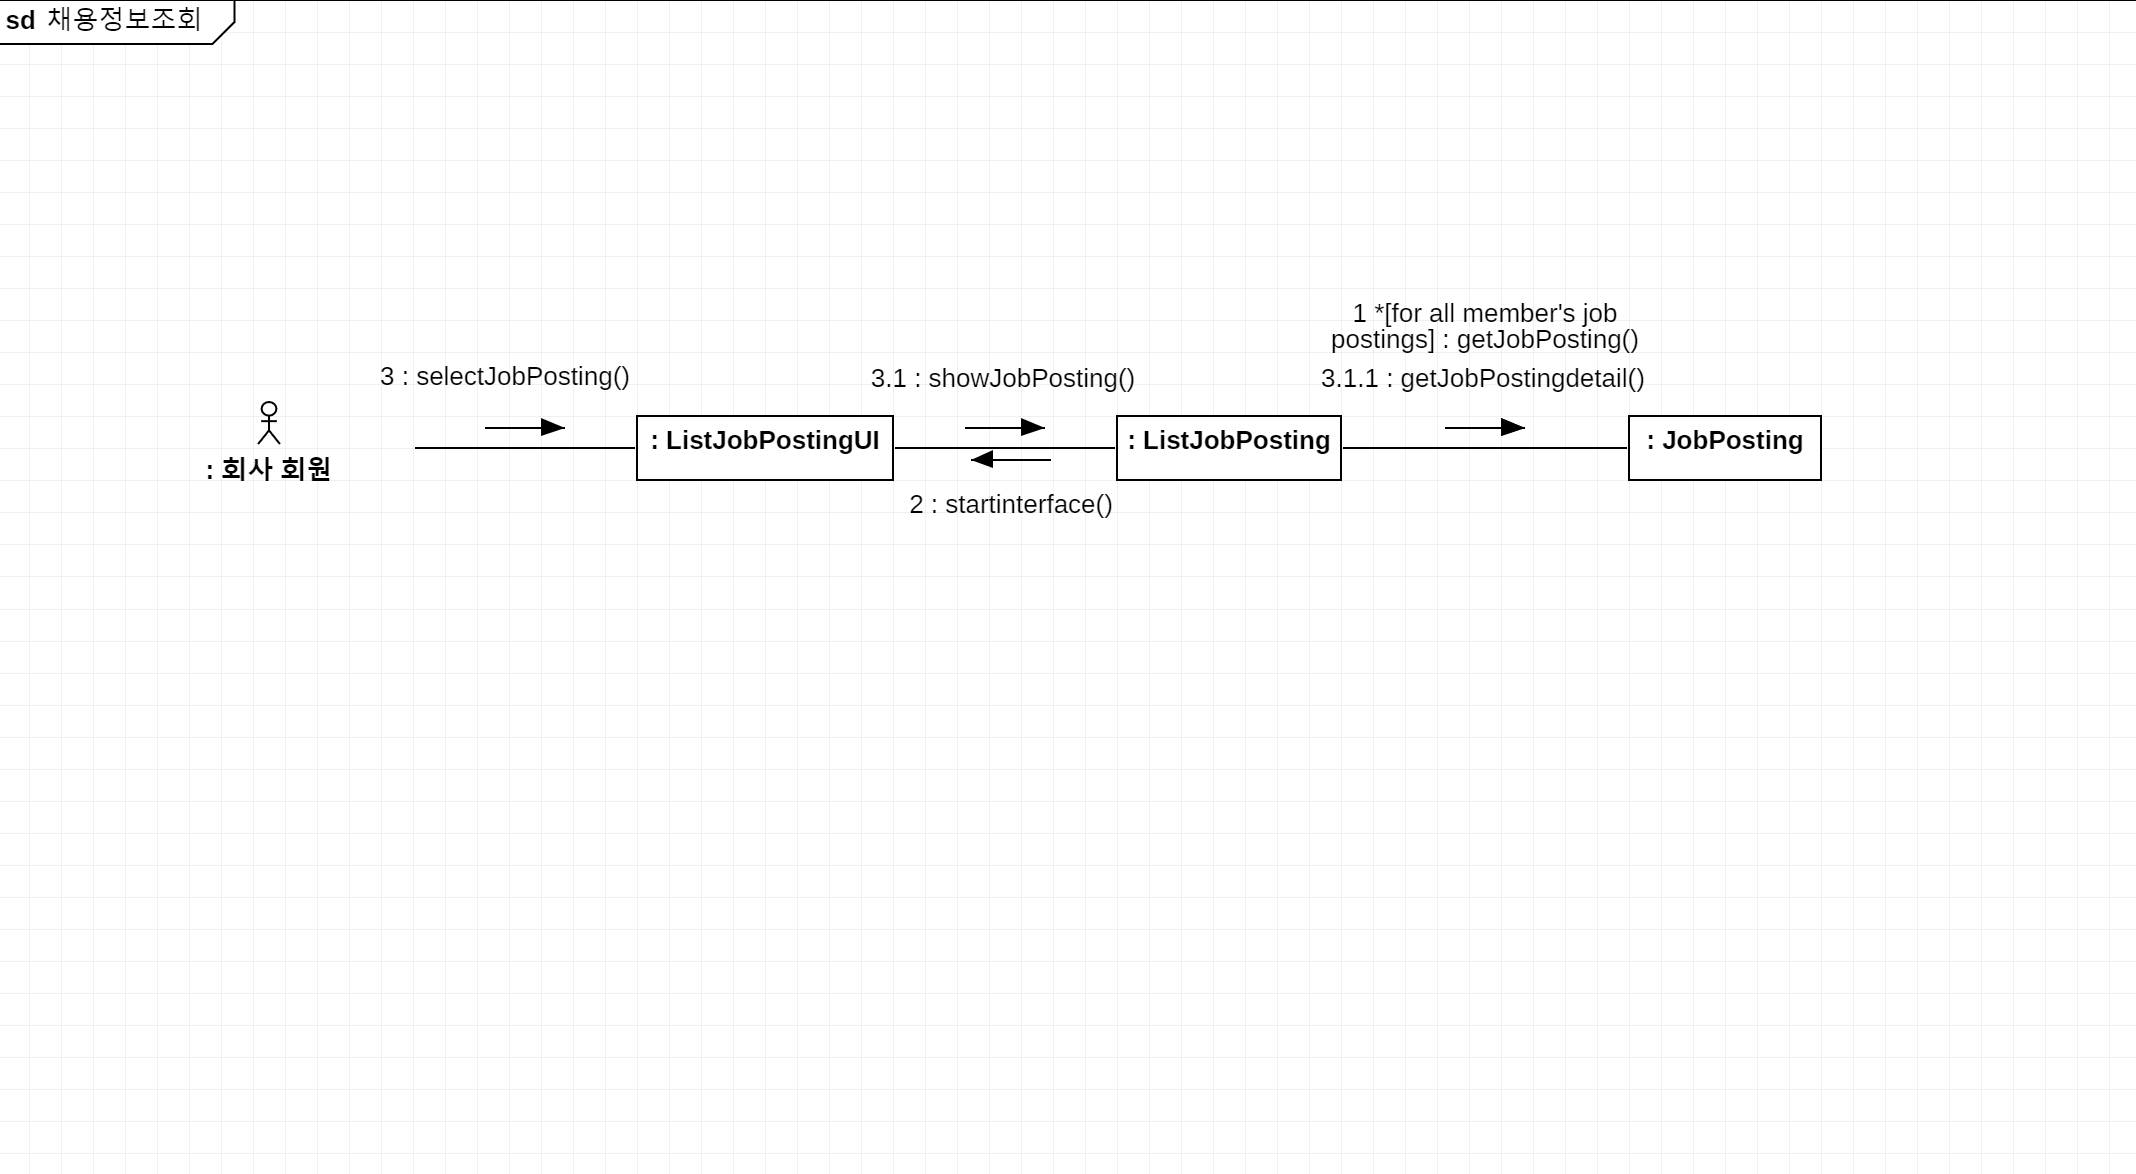 sd 채용정보조회
1 *[for all member's job
postings] : getJobPosting()
3 : selectJobPosting()
3.1 : showJobPosting()
3.1.1 : getJobPostingdetail()
: 회사 회원
: ListJobPostingUI
: ListJobPosting
: JobPosting
2 : startinterface()